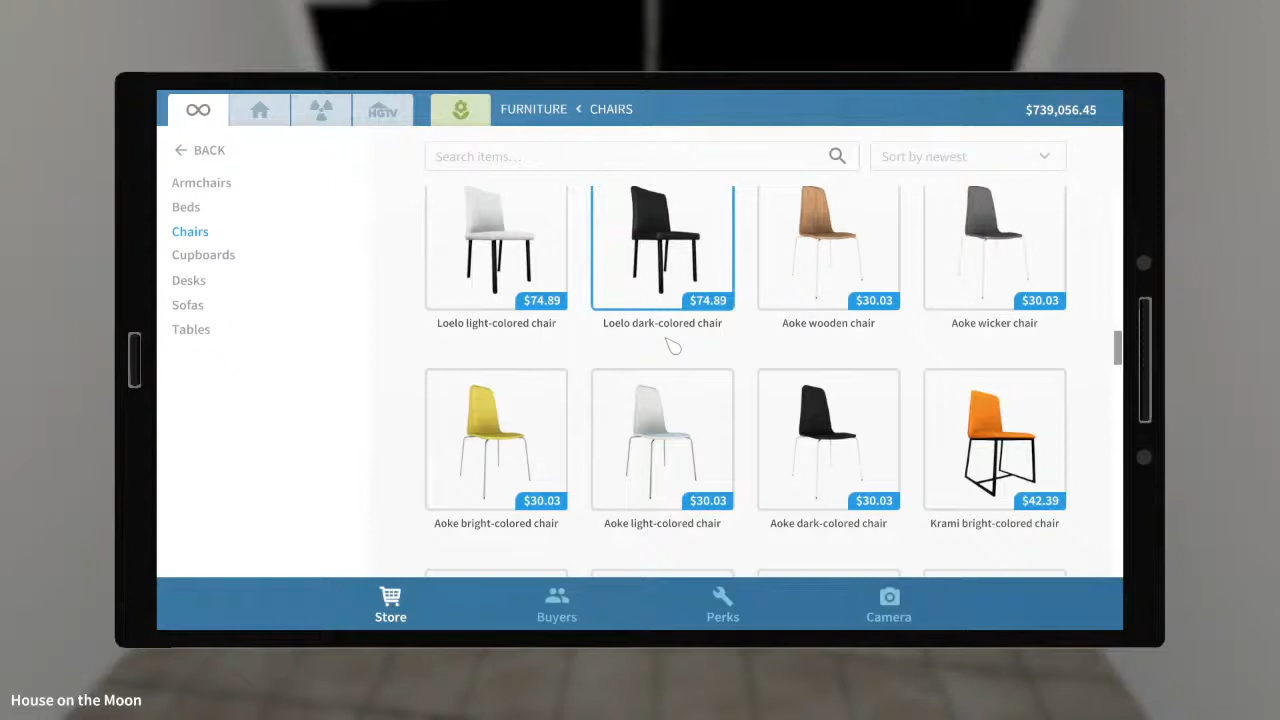 HGTV
FURNITURE < CHAIRS
$739,056.45
BACK
Search items...
Sort by newest
Armchairs
Beds
Chairs
Cupboards
Desks
Sofas
Tables
$74.89
$74.89
$30.03
$30.03
Loelo light-colored chair
Loelo dark-colored chair
Aoke wooden chair
Aoke wicker chair
$30.03
$30.03
$30.03
$42.39
Aoke bright-colored chair
Aoke light-colored chair
Aoke dark-colored chair
Krami bright-colored chair
Store
Buyers
Perks
Camera
House on the Moon